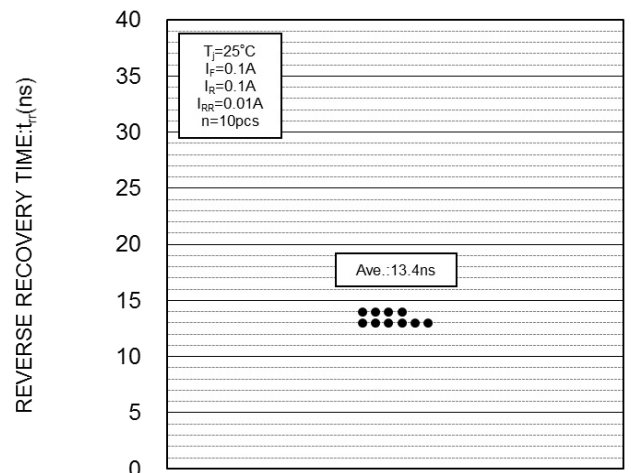 REVERSE RECOVERY TIME:trr(ns)
40
35
30
25
20
15
10
5
0
Tj=25°C
IF=0.1A
IR=0.1A
IRR=0.01A
n=10pcs
Ave.:13.4ns